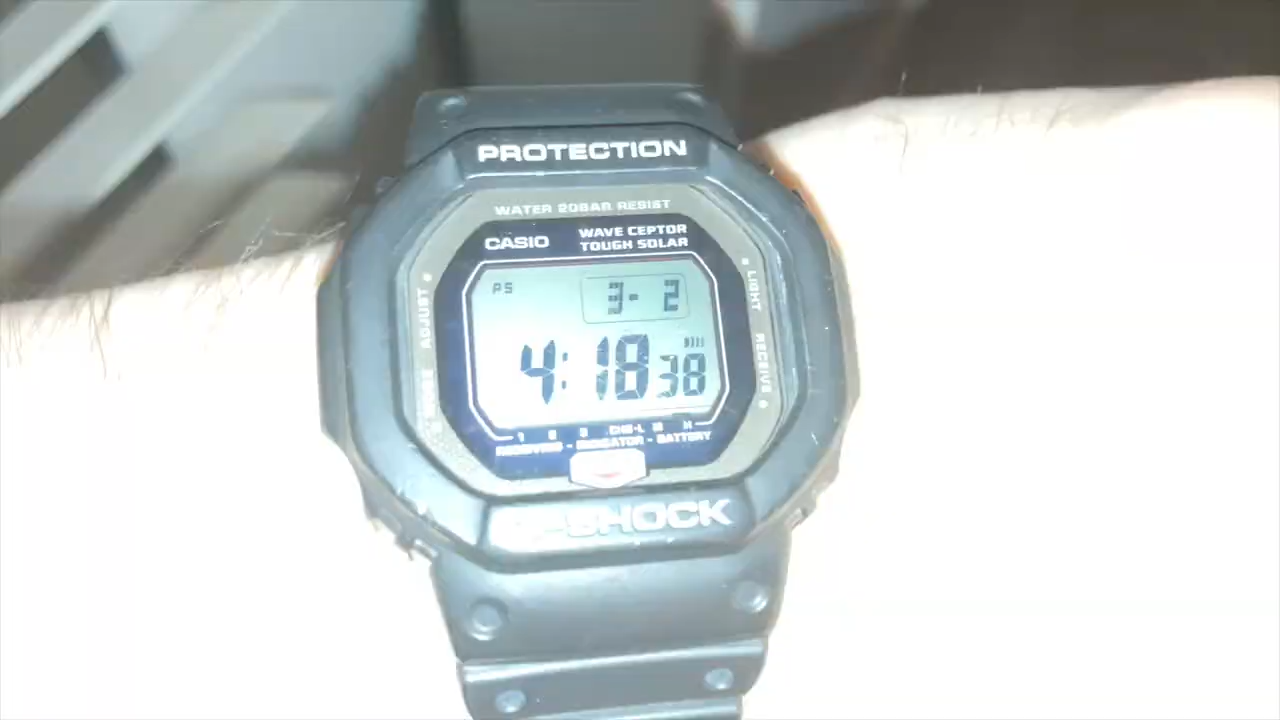 PROTECTION
WATER 20BAR RESIST
CASIO
WAVE CEPTOR
TOUGH SOLAR
ADJUST
LIGHT
RECEIVE
PS
3- 2
4:18 38
- BATTERY
G-SHOCK